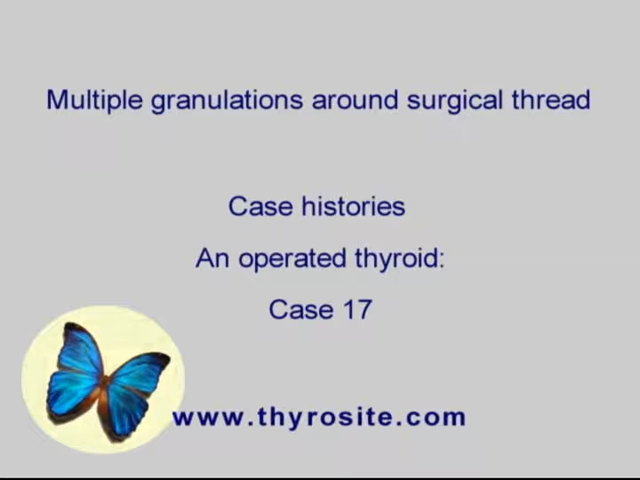 Multiple granulations around surgical thread
Case histories
An operated thyroid:
Case 17
www.thyrosite.com